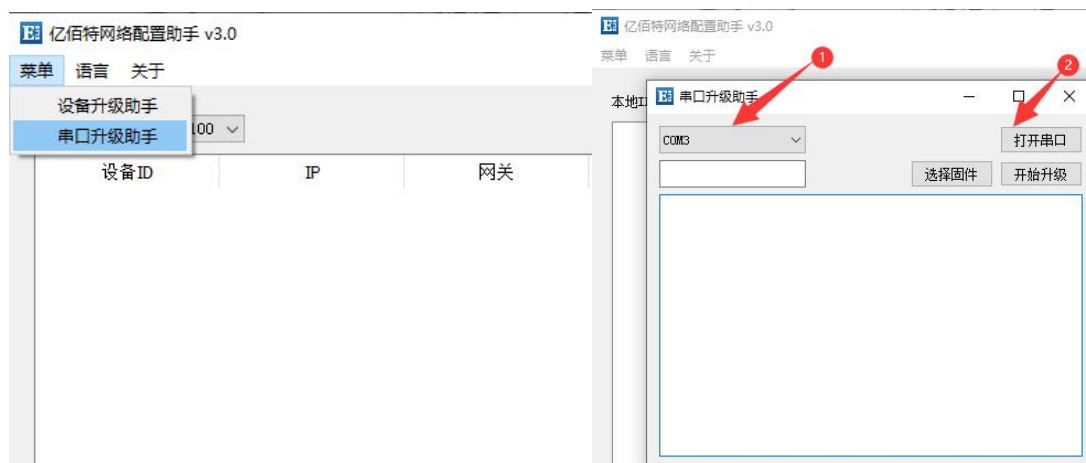 亿佰特网络配置助手 v3.0
菜单 语言 关于
设备升级助手
串口升级助手
100
设备ID IP 网关
亿佰特网络配置助手 v3.0
菜单 语言 关于
1
2
本地I
串口升级助手
COM3
打开串口
选择固件 开始升级